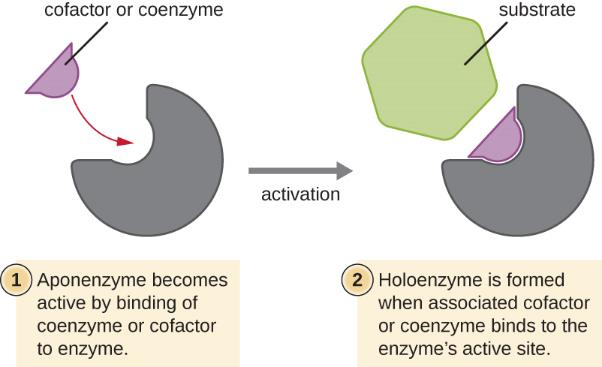 cofactor or coenzyme
substrate
activation
1 Aponenzyme becomes
active by binding of
coenzyme or cofactor
to enzyme.
2 Holoenzyme is formed
when associated cofactor
or coenzyme binds to the
enzyme's active site.